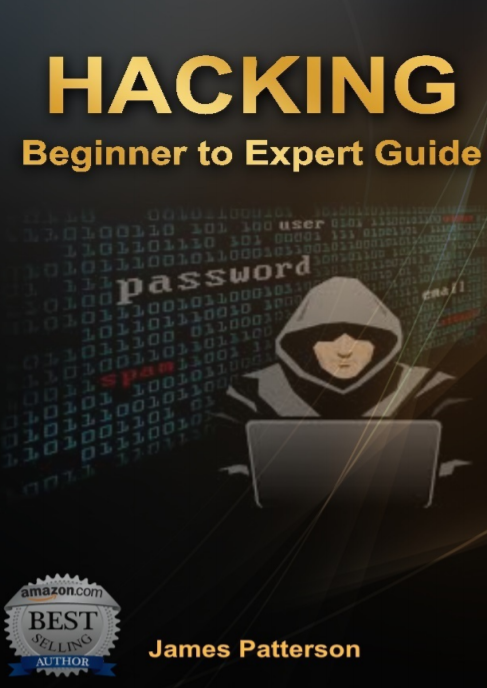 HACKING
Beginner to Expert Guide
user
password
email
spam
amazon.com
BEST
SELLING
AUTHOR
James Patterson